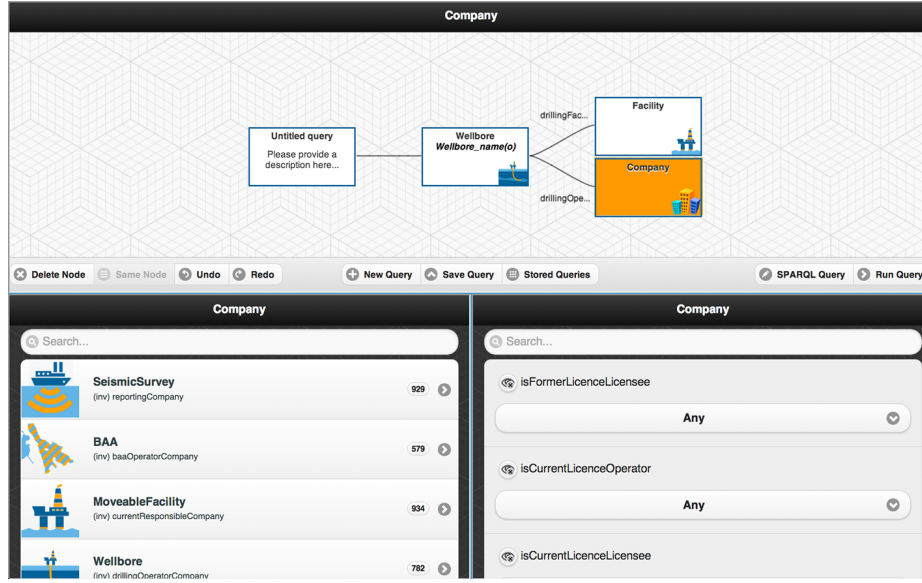 Company
Untitled query
Please provide a
description here...
Wellbore
Wellbore_name(o)
drillingFac...
Facility
drillingOpe...
Company
Delete Node
Same Node
Undo
Redo
New Query
Save Query
Stored Queries
SPARQL Query
Run Query
Company
Search...
SeismicSurvey
(inv) reportingCompany
929
BAA
(inv) baaOperatorCompany
579
MoveableFacility
(inv) currentResponsibleCompany
934
Wellbore
(inv) drillingOperatorCompany
782
Company
Search...
isFormerLicenceLicensee
Any
isCurrentLicenceOperator
Any
isCurrentLicenceLicensee